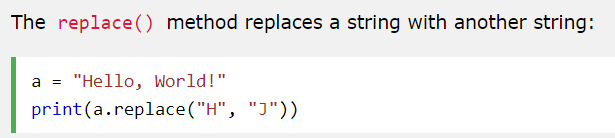 The replace() method replaces a string with another string:
a = "Hello, World!"
print(a.replace("H", "J"))